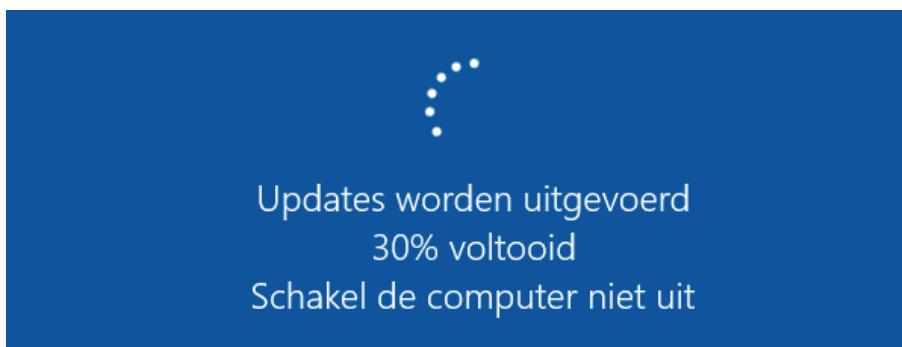 Updates worden uitgevoerd
30% voltooid
Schakel de computer niet uit